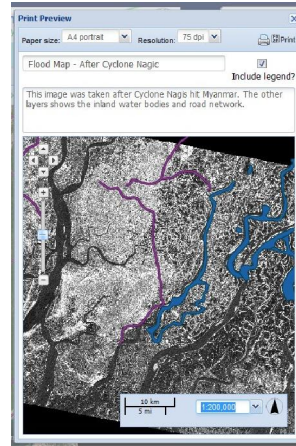 Print Preview
Paper size: A4 portrait Resolution: 75 dpi Print
Flood Map - After Cyclone Nagic
Include legend?
This image was taken after Cyclone Nagis hit Myanmar. The other
layers shows the inland water bodies and road network.
10 km
5 mi
1:200,000